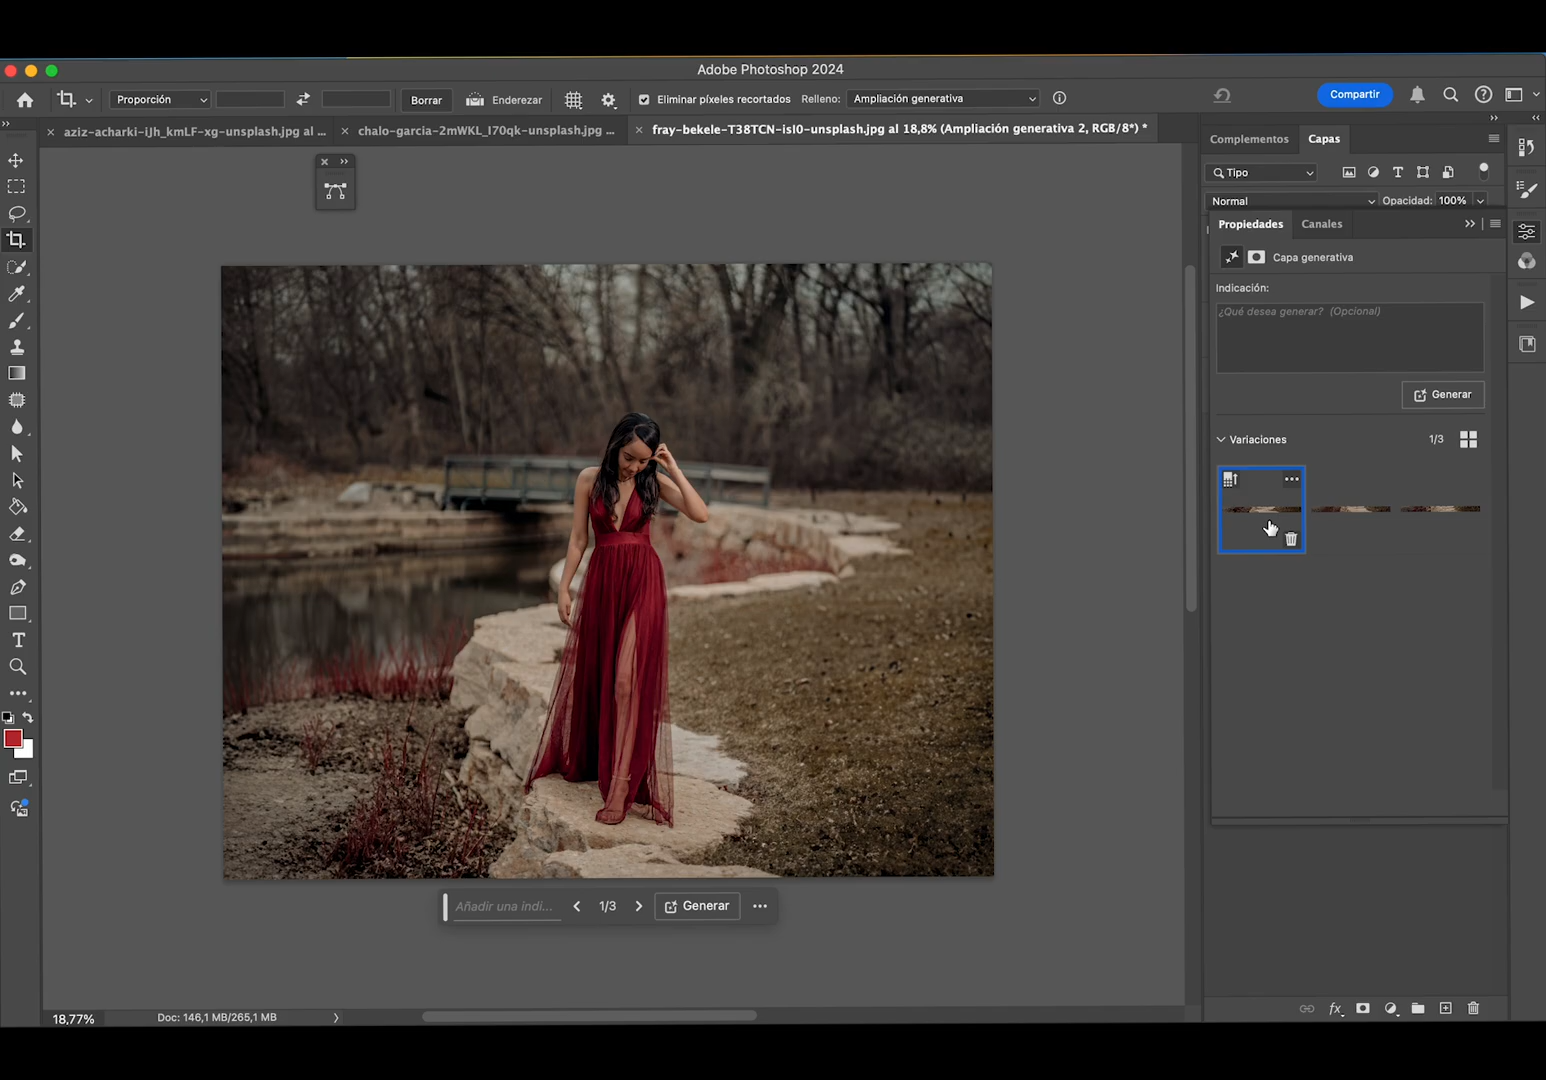 Adobe Photoshop 2024
Proporción
Borrar
Enderezar
Eliminar píxeles recortados
Relleno:
Ampliación generativa
Compartir
aziz-acharki-iJh_kmLF-xg-unsplash.jpg al ...
chalo-garcia-2mWKL_I70qk-unsplash.jpg ...
fray-bekele-T38TCN-isI0-unsplash.jpg al 18,8% (Ampliación generativa 2, RGB/8*) *
Complementos
Capas
Tipo
Normal
Opacidad:
100%
Propiedades
Canales
Capa generativa
Indicación:
¿Qué desea generar? (Opcional)
Generar
Variaciones
1/3
Añadir una indi...
1/3
Generar
18,77%
Doc: 146,1 MB/265,1 MB